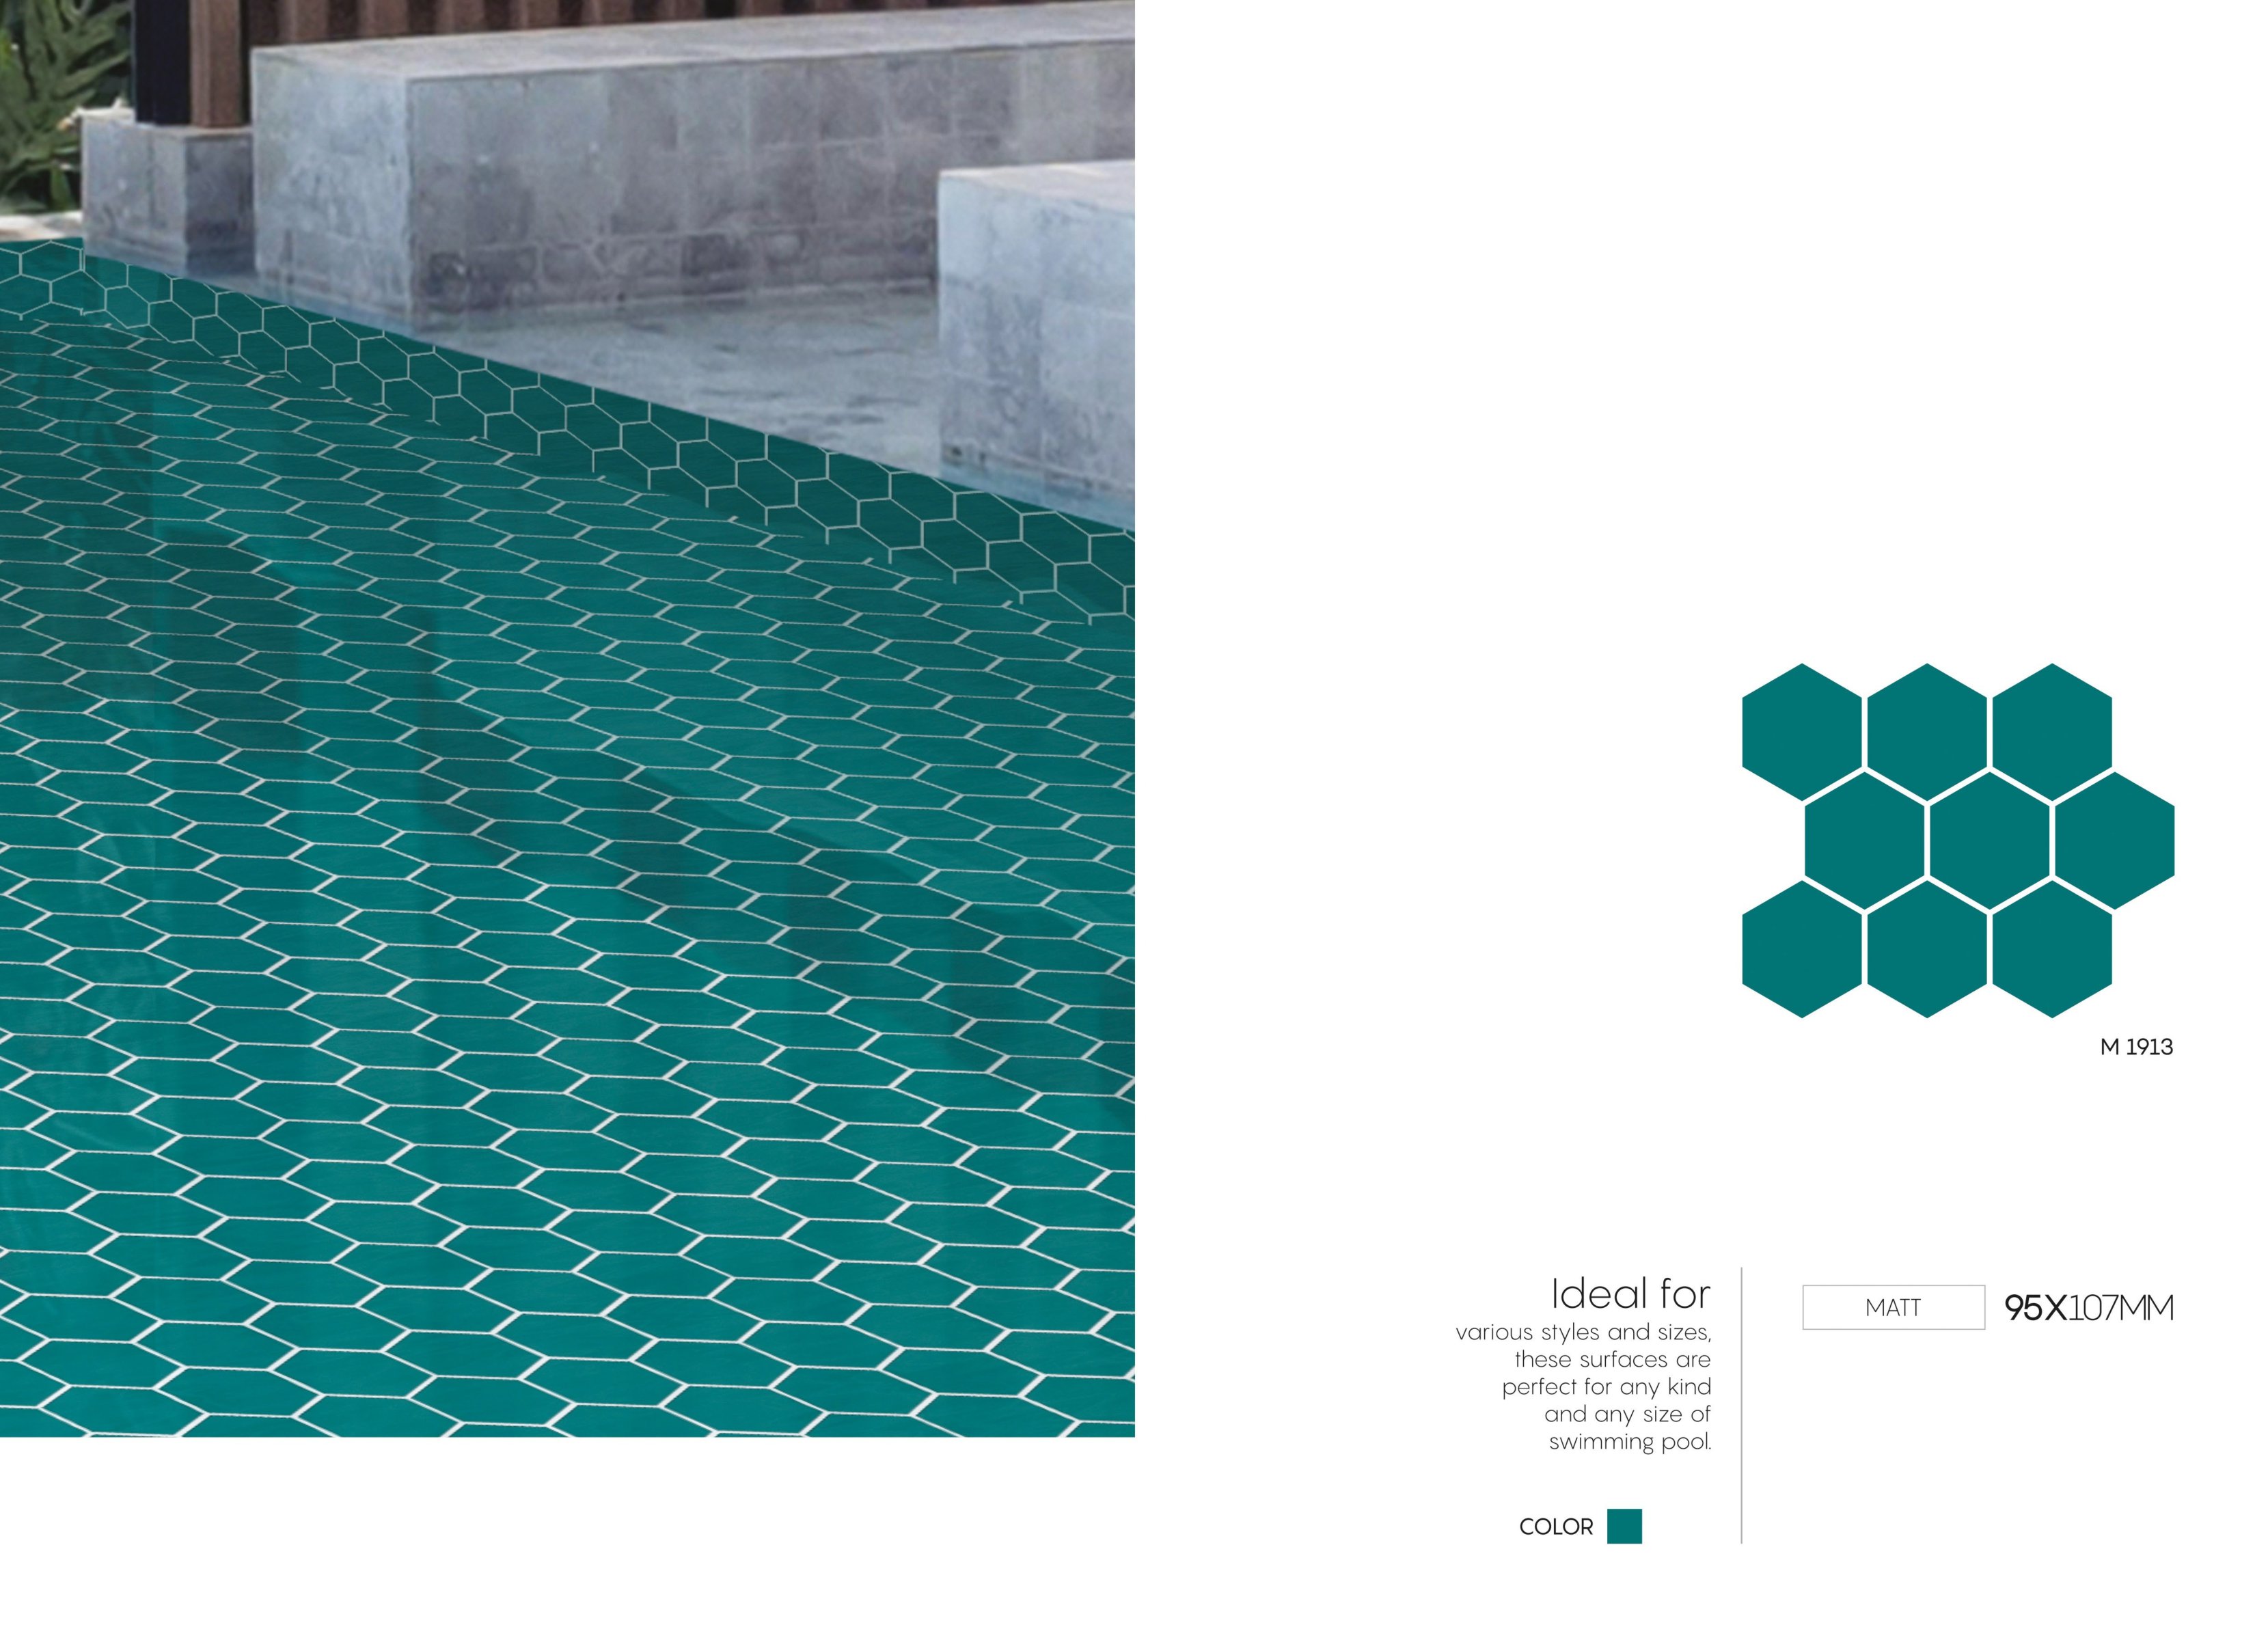 M 1913
Ideal for
various styles and sizes,
these surfaces are
perfect for any kind
and any size of
swimming pool.
COLOR
MATT
95X107MM